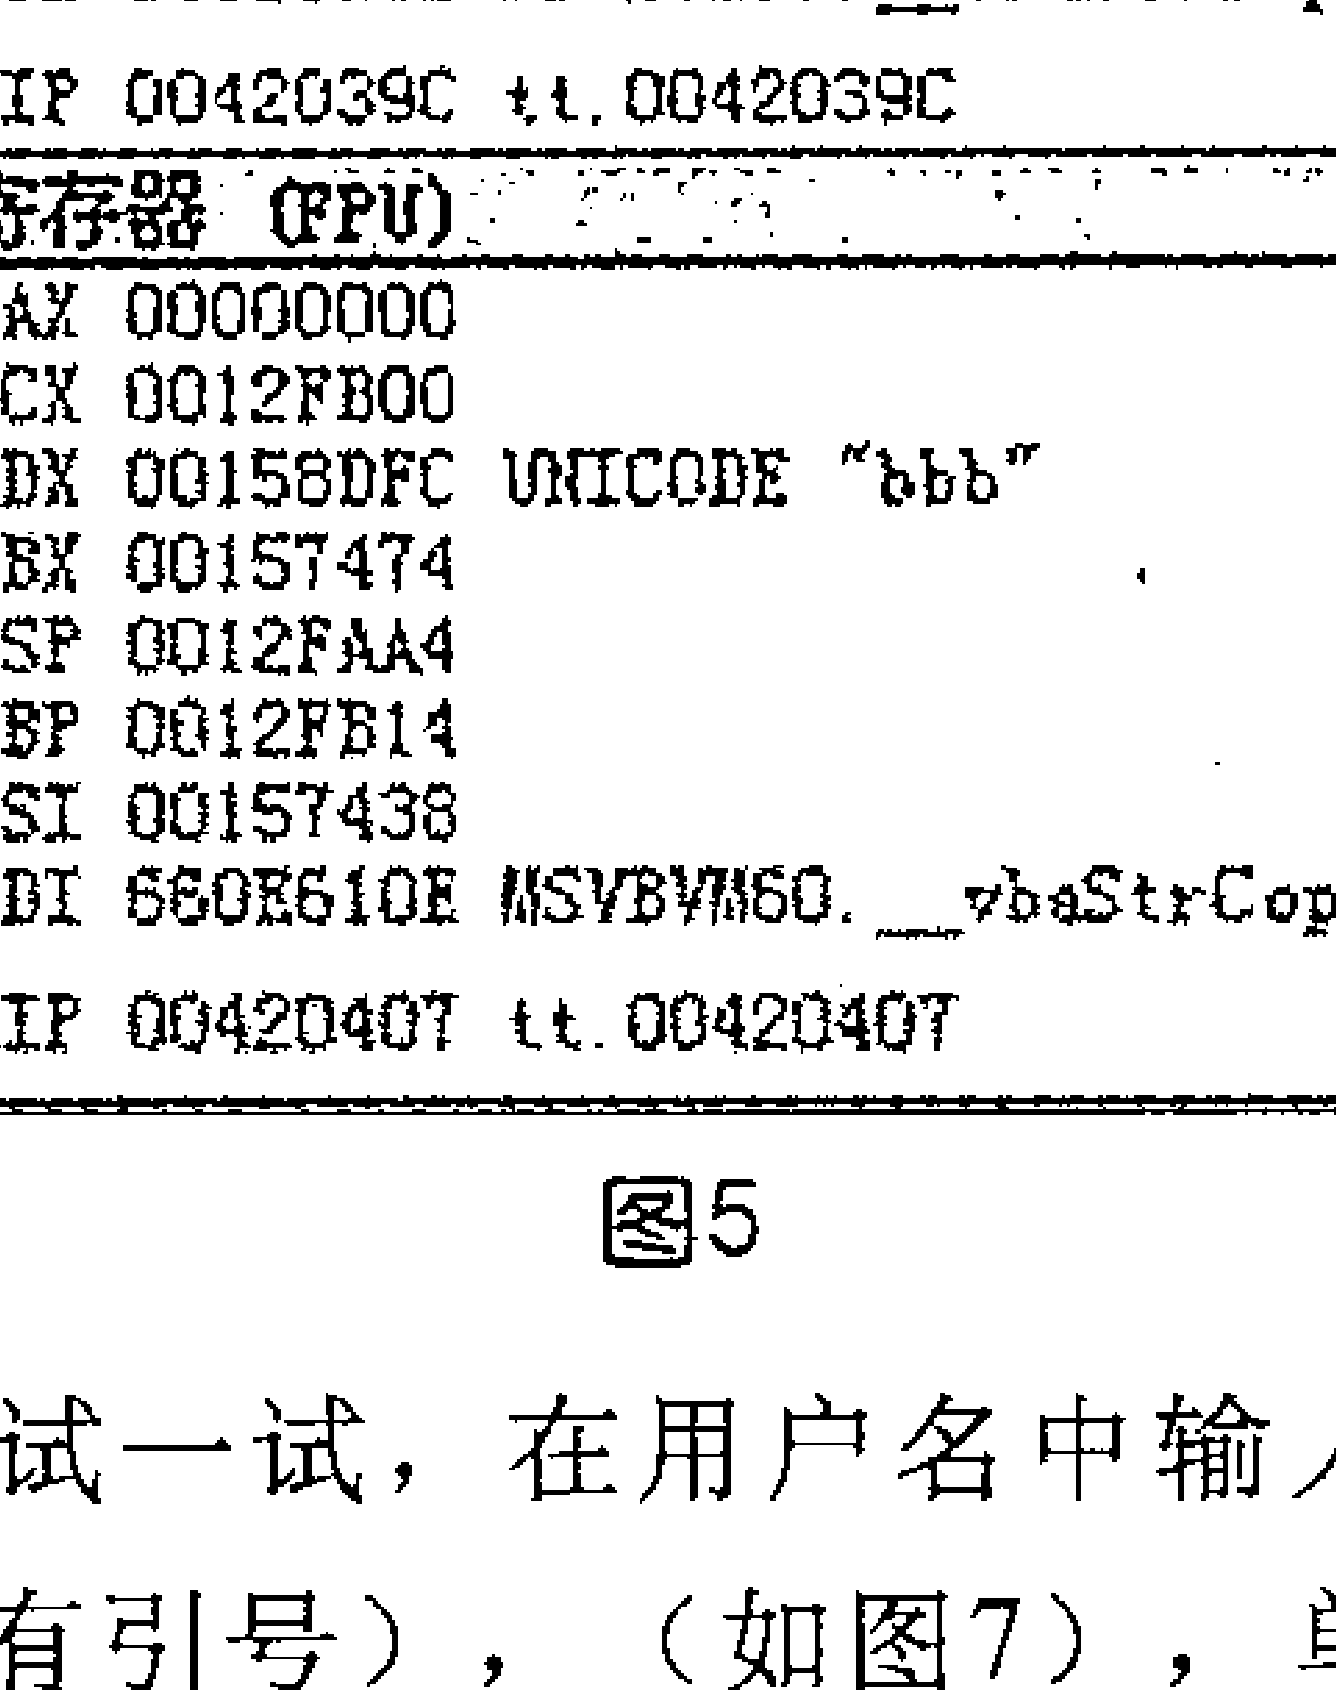 IP 0042039C tt.0042039C
存器 (FPU)
AX 00000000
CX 0012FB00
DX 00158DFC UNICODE "bbb"
BX 00157474
SP 0012FAA4
BP 0012FB14
SI 00157438
DI 660E610E MSVBVM60.__vbaStrCop
IP 00420407 tt.00420407
图5
试一试，在用户名中输入
有引号），（如图7），单